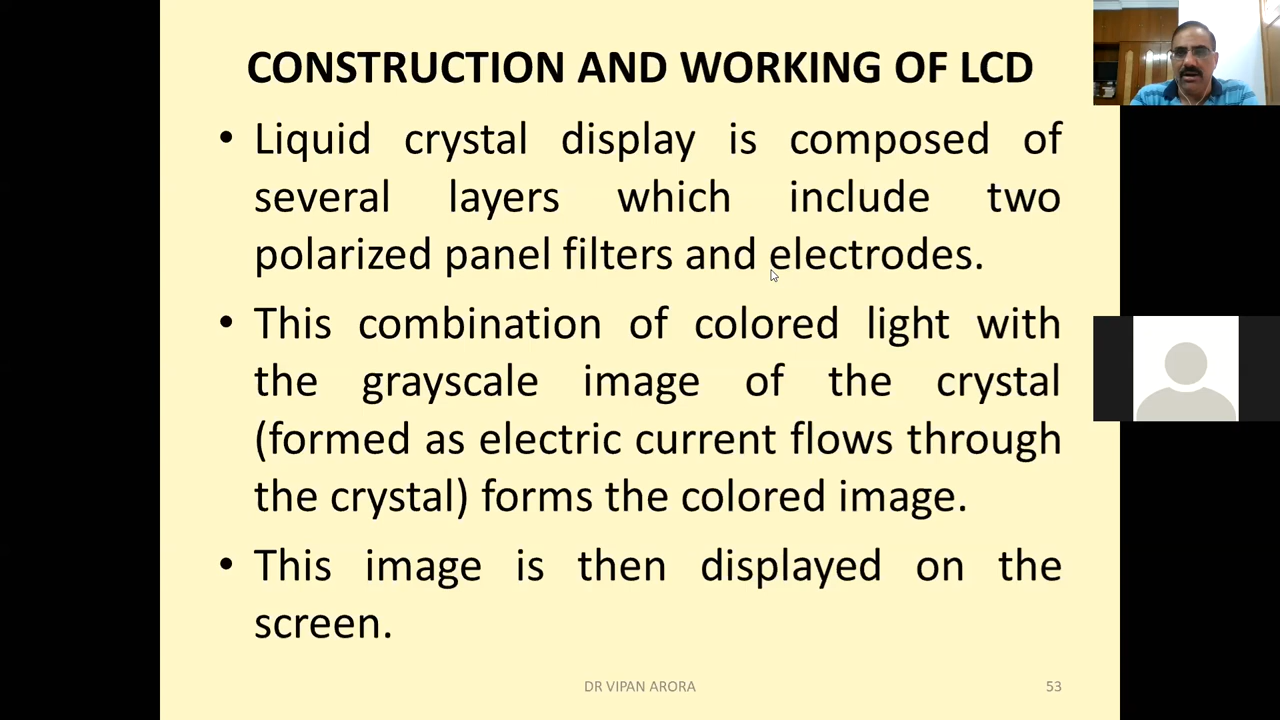 CONSTRUCTION AND WORKING OF LCD
• Liquid crystal display is composed of
several layers which include two
polarized panel filters and electrodes.
• This combination of colored light with
the grayscale image of the crystal
(formed as electric current flows through
the crystal) forms the colored image.
• This image is then displayed on the
screen.
DR VIPAN ARORA
53